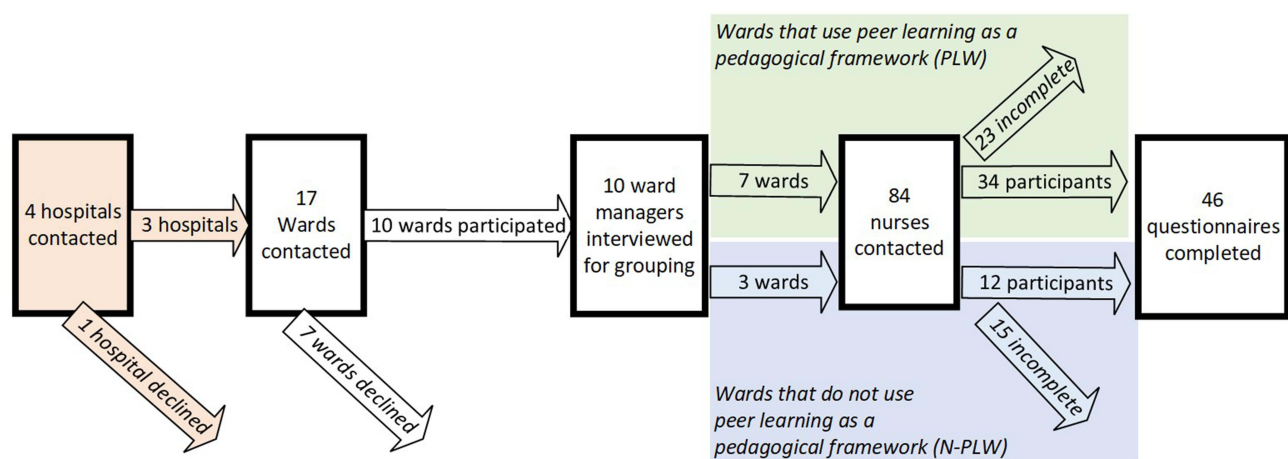 Wards that use peer learning as a
pedagogical framework (PLW)
4 hospitals
contacted
3 hospitals
1 hospital declined
17
Wards
contacted
10 wards participated
7 wards declined
10 ward
managers
interviewed
for grouping
7 wards
3 wards
84
nurses
contacted
23 incomplete
34 participants
12 participants
15 incomplete
46
questionnaires
completed
Wards that do not use
peer learning as a
pedagogical framework (N-PLW)